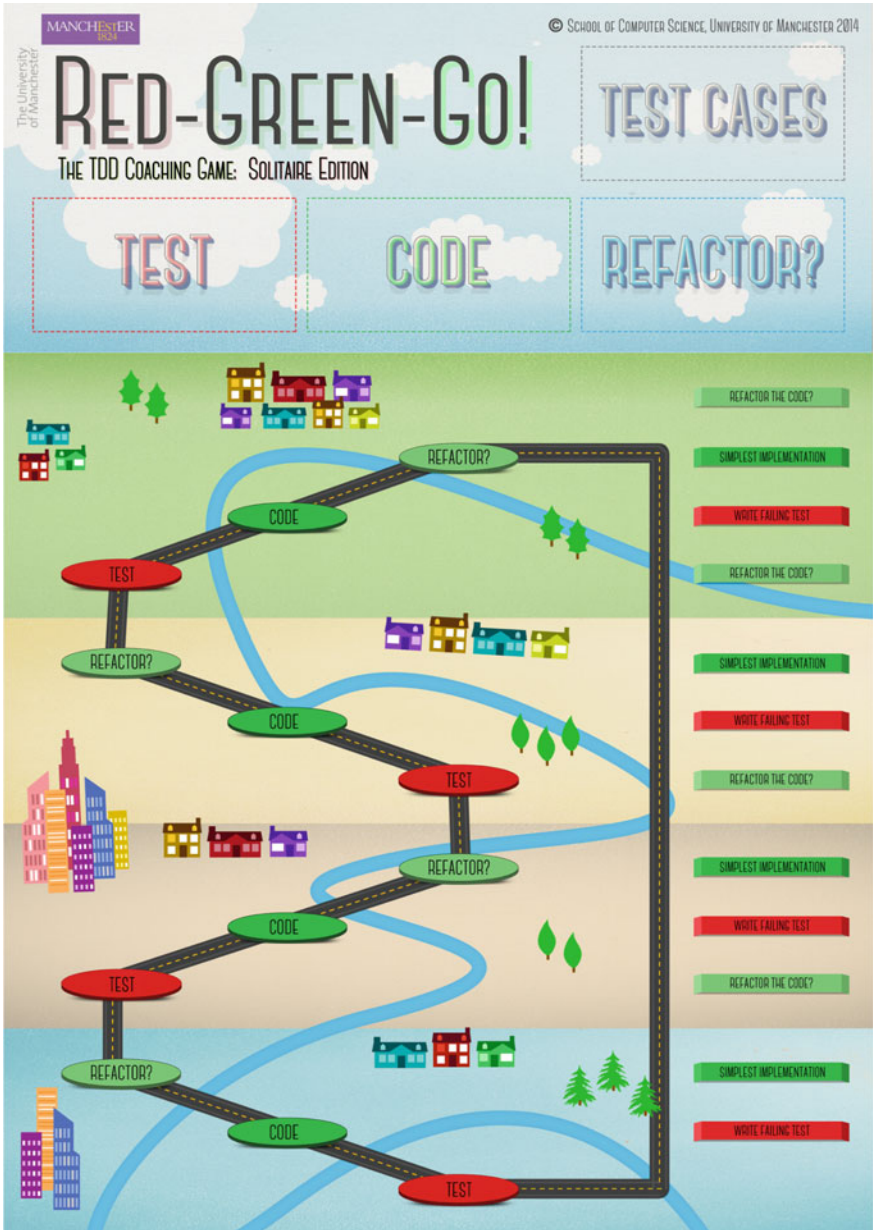 MANCHESTER
1824
The University
of Manchester
© SCHOOL OF COMPUTER SCIENCE, UNIVERSITY OF MANCHESTER 2014
RED-GREEN-GO!
THE TDD COACHING GAME: SOLITAIRE EDITION
TEST CASES
TEST
CODE
REFACTOR?
REFACTOR THE CODE?
REFACTOR?
SIMPLEST IMPLEMENTATION
CODE
WRITE FAILING TEST
TEST
REFACTOR THE CODE?
REFACTOR?
SIMPLEST IMPLEMENTATION
CODE
WRITE FAILING TEST
TEST
REFACTOR THE CODE?
REFACTOR?
SIMPLEST IMPLEMENTATION
CODE
WRITE FAILING TEST
TEST
REFACTOR THE CODE?
REFACTOR?
SIMPLEST IMPLEMENTATION
CODE
WRITE FAILING TEST
TEST